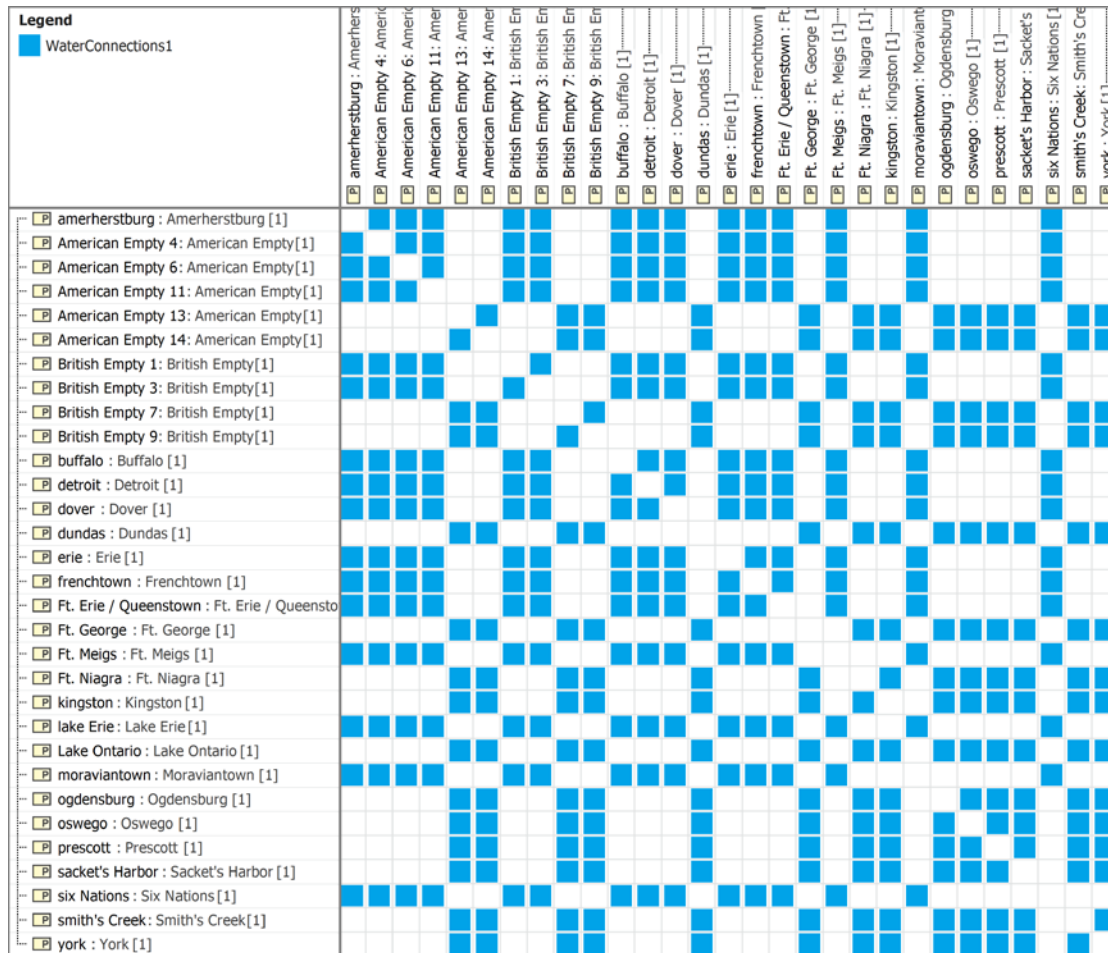 Legend
WaterConnections1
amerherstburg : Amerhers
American Empty 4: Americ
American Empty 6: Americ
American Empty 11: Amer
American Empty 13: Amer
American Empty 14: Amer
British Empty 1: British En
British Empty 3: British En
British Empty 7: British En
British Empty 9: British En
buffalo : Buffalo [1]
detroit : Detroit [1]
dover : Dover [1]
dundas : Dundas [1]
erie : Erie [1]
frenchtown : Frenchtown
Ft. Erie / Queenstown : Ft.
Ft. George : Ft. George [1
Ft. Meigs : Ft. Meigs [1]
Ft. Niagra : Ft. Niagra [1]
kingston : Kingston [1]
moraviantown : Moraviant
ogdensburg : Ogdensburg
oswego : Oswego [1]
prescott : Prescott [1]
sacket's Harbor : Sacket's
six Nations : Six Nations [1
smith's Creek: Smith's Cre
york : York [1]
P amerherstburg : Amerherstburg [1]
P American Empty 4: American Empty[1]
P American Empty 6: American Empty[1]
P American Empty 11: American Empty[1]
P American Empty 13: American Empty[1]
P American Empty 14: American Empty[1]
P British Empty 1: British Empty[1]
P British Empty 3: British Empty[1]
P British Empty 7: British Empty[1]
P British Empty 9: British Empty[1]
P buffalo : Buffalo [1]
P detroit : Detroit [1]
P dover : Dover [1]
P dundas : Dundas [1]
P erie : Erie [1]
P frenchtown : Frenchtown [1]
P Ft. Erie / Queenstown : Ft. Erie / Queensto
P Ft. George : Ft. George [1]
P Ft. Meigs : Ft. Meigs [1]
P Ft. Niagra : Ft. Niagra [1]
P kingston : Kingston [1]
P lake Erie: Lake Erie[1]
P Lake Ontario : Lake Ontario [1]
P moraviantown : Moraviantown [1]
P ogdensburg : Ogdensburg [1]
P oswego : Oswego [1]
P prescott : Prescott [1]
P sacket's Harbor : Sacket's Harbor [1]
P six Nations : Six Nations [1]
P smith's Creek: Smith's Creek[1]
P york : York [1]